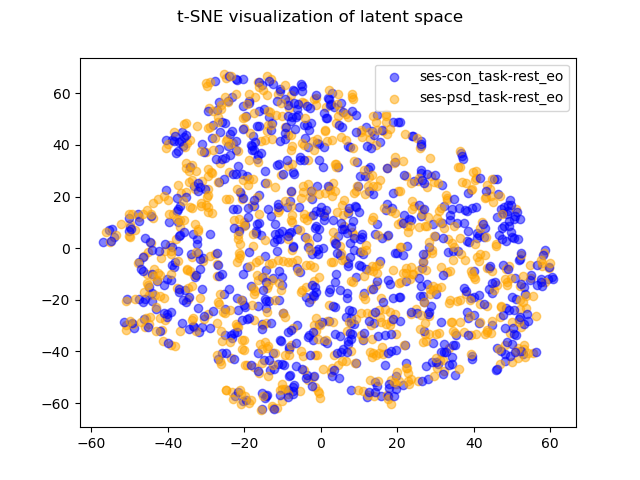 t-SNE visualization of latent space
ses-con_task-rest_eo
ses-psd_task-rest_eo
60
40
20
0
−20
−40
−60
−60 −40 −20 0 20 40 60